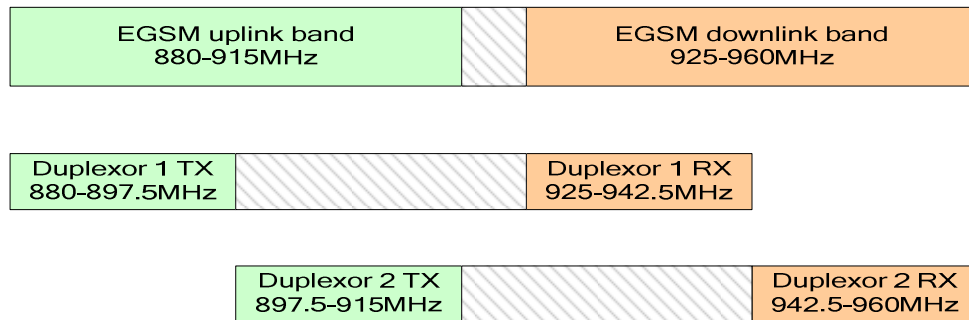 EGSM uplink band
880-915MHz
EGSM downlink band
925-960MHz
Duplexor 1 TX
880-897.5MHz
Duplexor 1 RX
925-942.5MHz
Duplexor 2 TX
897.5-915MHz
Duplexor 2 RX
942.5-960MHz